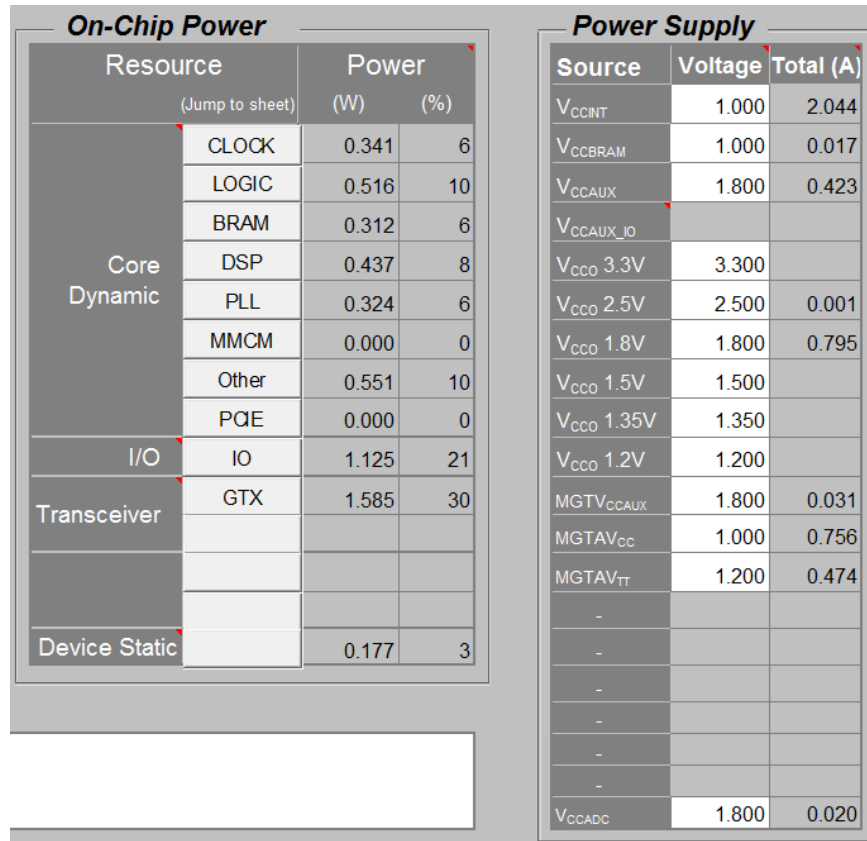 On-Chip Power
Resource Power
(Jump to sheet) (W) (%)
Core Dynamic
CLOCK 0.341 6
LOGIC 0.516 10
BRAM 0.312 6
DSP 0.437 8
PLL 0.324 6
MMCM 0.000 0
Other 0.551 10
PCIE 0.000 0
I/O IO 1.125 21
Transceiver GTX 1.585 30
Device Static 0.177 3
Power Supply
Source Voltage Total (A)
VCCINT 1.000 2.044
VCCBRAM 1.000 0.017
VCCAUX 1.800 0.423
VCCAUX_IO
VCCO 3.3V 3.300
VCCO 2.5V 2.500 0.001
VCCO 1.8V 1.800 0.795
VCCO 1.5V 1.500
VCCO 1.35V 1.350
VCCO 1.2V 1.200
MGTVCCAUX 1.800 0.031
MGTAVCC 1.000 0.756
MGTAVTT 1.200 0.474
-
-
-
-
-
-
VCCADC 1.800 0.020